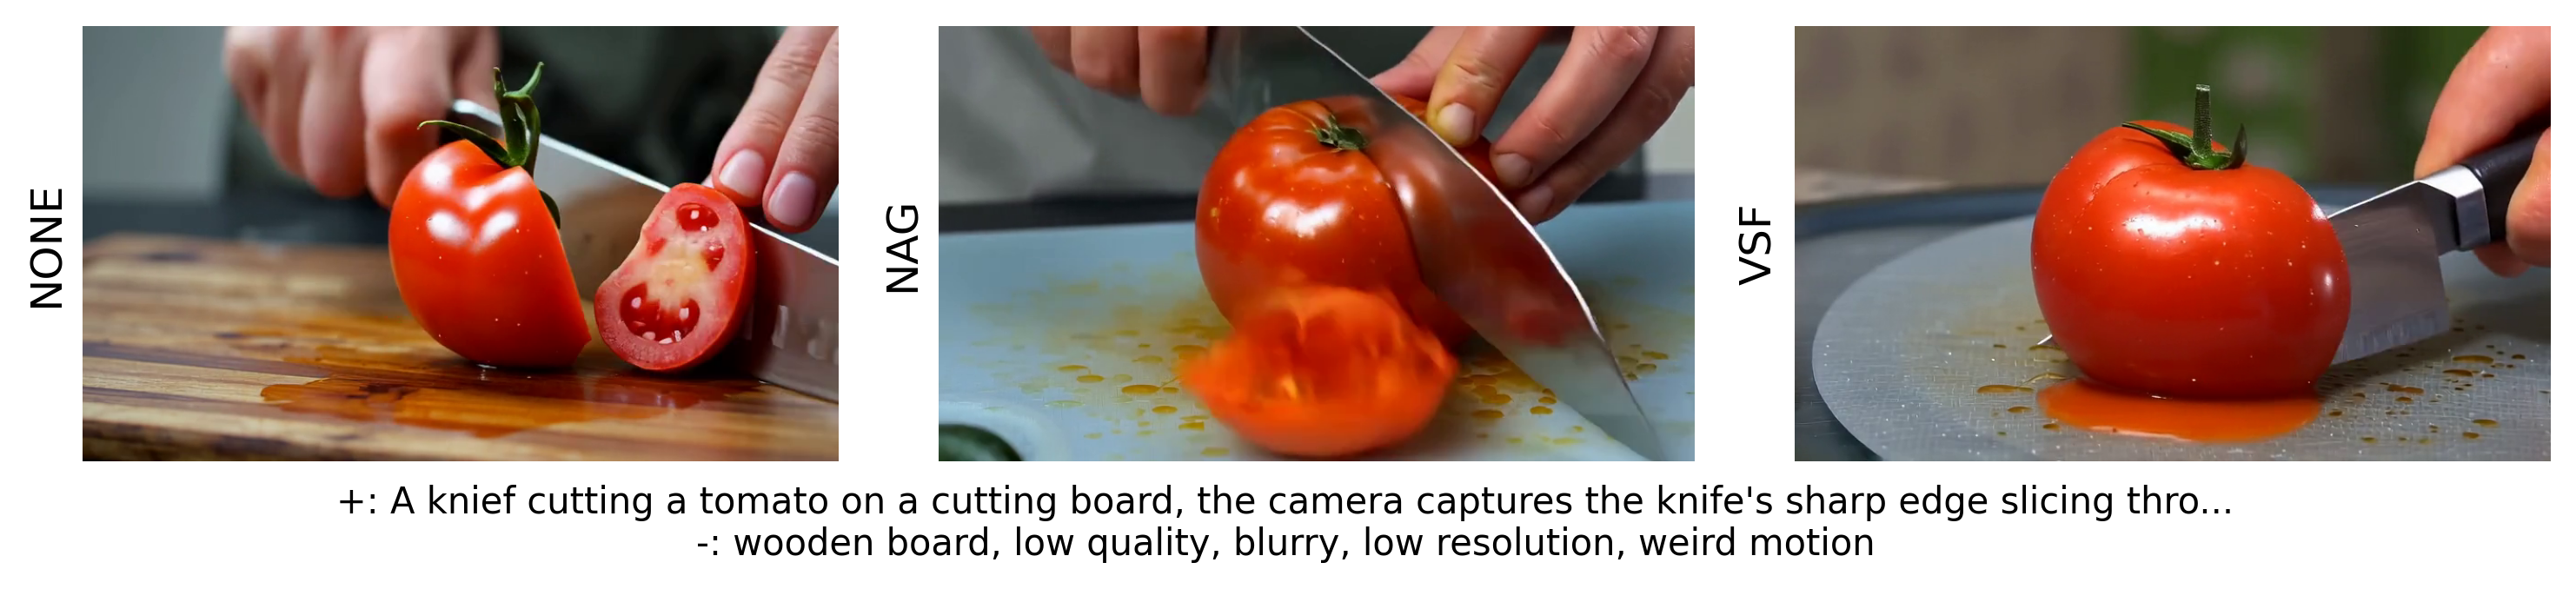 NONE
NAG
VSF
+: A knief cutting a tomato on a cutting board, the camera captures the knife's sharp edge slicing thro...
-: wooden board, low quality, blurry, low resolution, weird motion